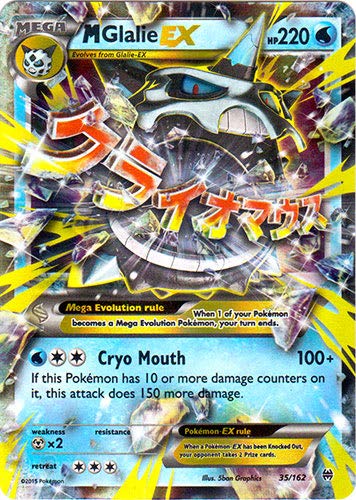 MEGA
M Glalie EX
HP 220
Evolves from Glalie-EX
クライオマウス
Mega Evolution rule
When 1 of your Pokémon
becomes a Mega Evolution Pokémon, your turn ends.
Cryo Mouth 100+
If this Pokémon has 10 or more damage counters on
it, this attack does 150 more damage.
weakness resistance
×2
Pokémon-EX rule
When a Pokémon-EX has been Knocked Out,
your opponent takes 2 Prize cards.
retreat
©2015 Pokémon
Illus. 5ban Graphics
35/162